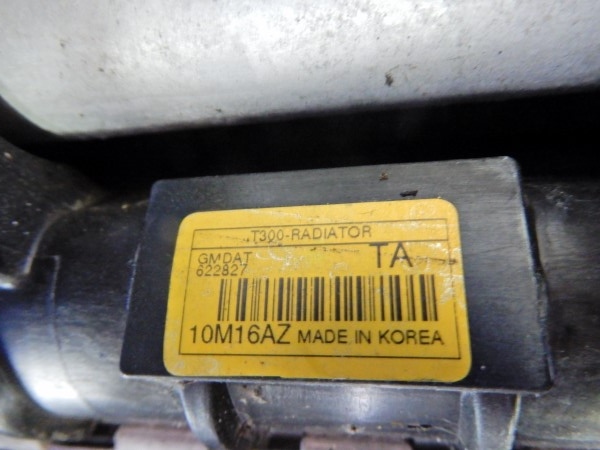 T300-RADIATOR
GMDAT TA
622827
10M16AZ MADE IN KOREA